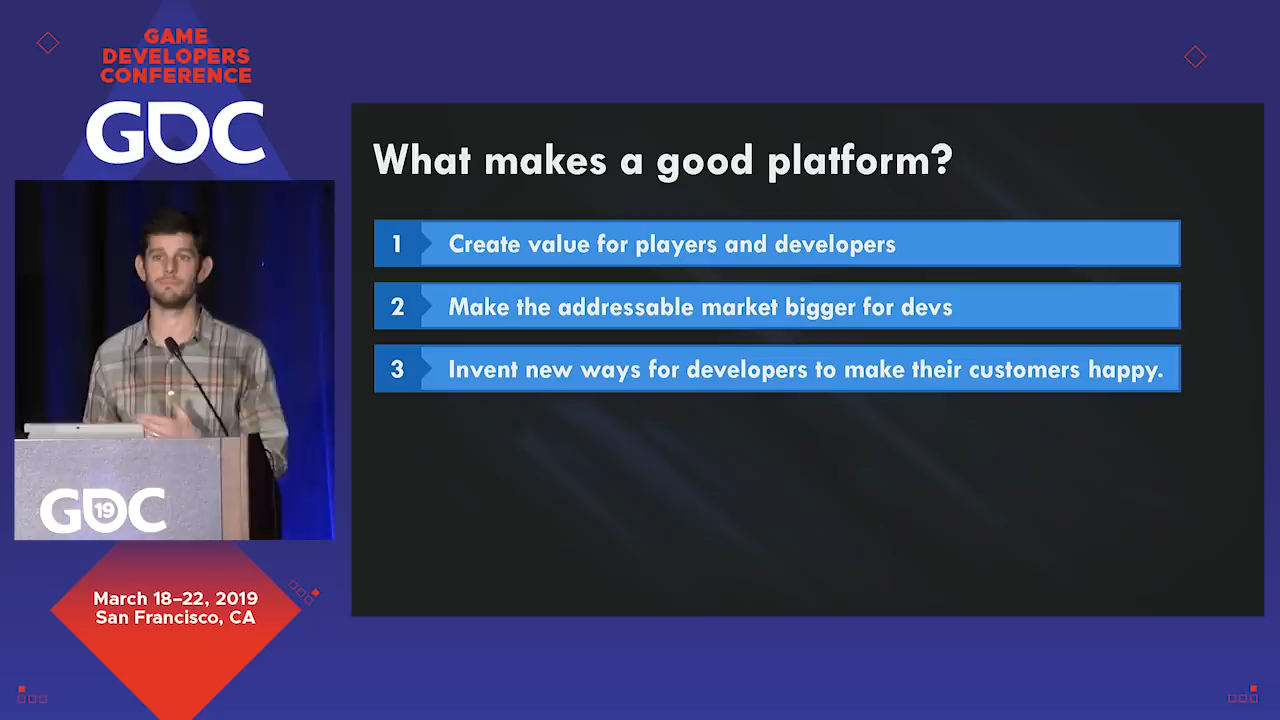 GAME
DEVELOPERS
CONFERENCE
GDC
What makes a good platform?
1 Create value for players and developers
2 Make the addressable market bigger for devs
3 Invent new ways for developers to make their customers happy.
GDC 19
March 18–22, 2019
San Francisco, CA